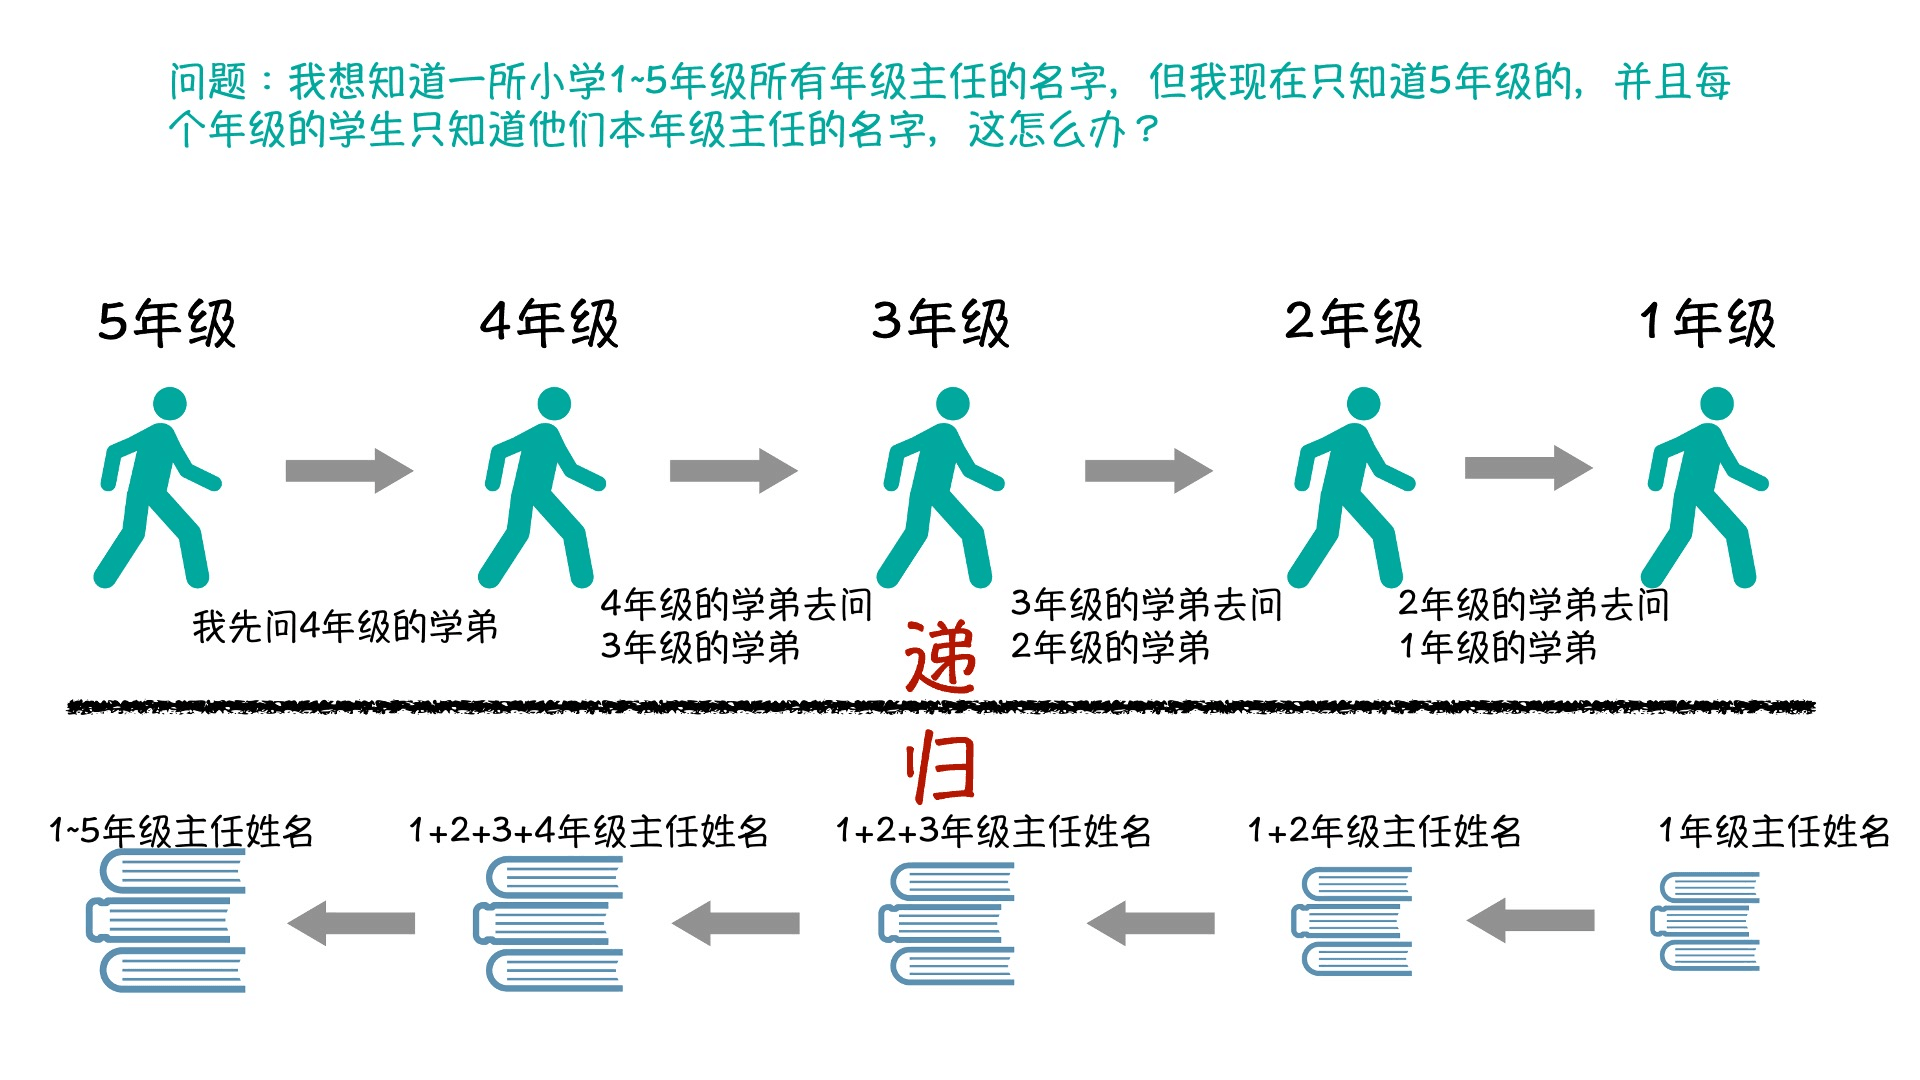 问题：我想知道一所小学1~5年级所有年级主任的名字，但我现在只知道5年级的，并且每
个年级的学生只知道他们本年级主任的名字，这怎么办？
5年级
4年级
3年级
2年级
1年级
我先问4年级的学弟
4年级的学弟去问
3年级的学弟
3年级的学弟去问
2年级的学弟
2年级的学弟去问
1年级的学弟
递
归
1~5年级主任姓名
1+2+3+4年级主任姓名
1+2+3年级主任姓名
1+2年级主任姓名
1年级主任姓名